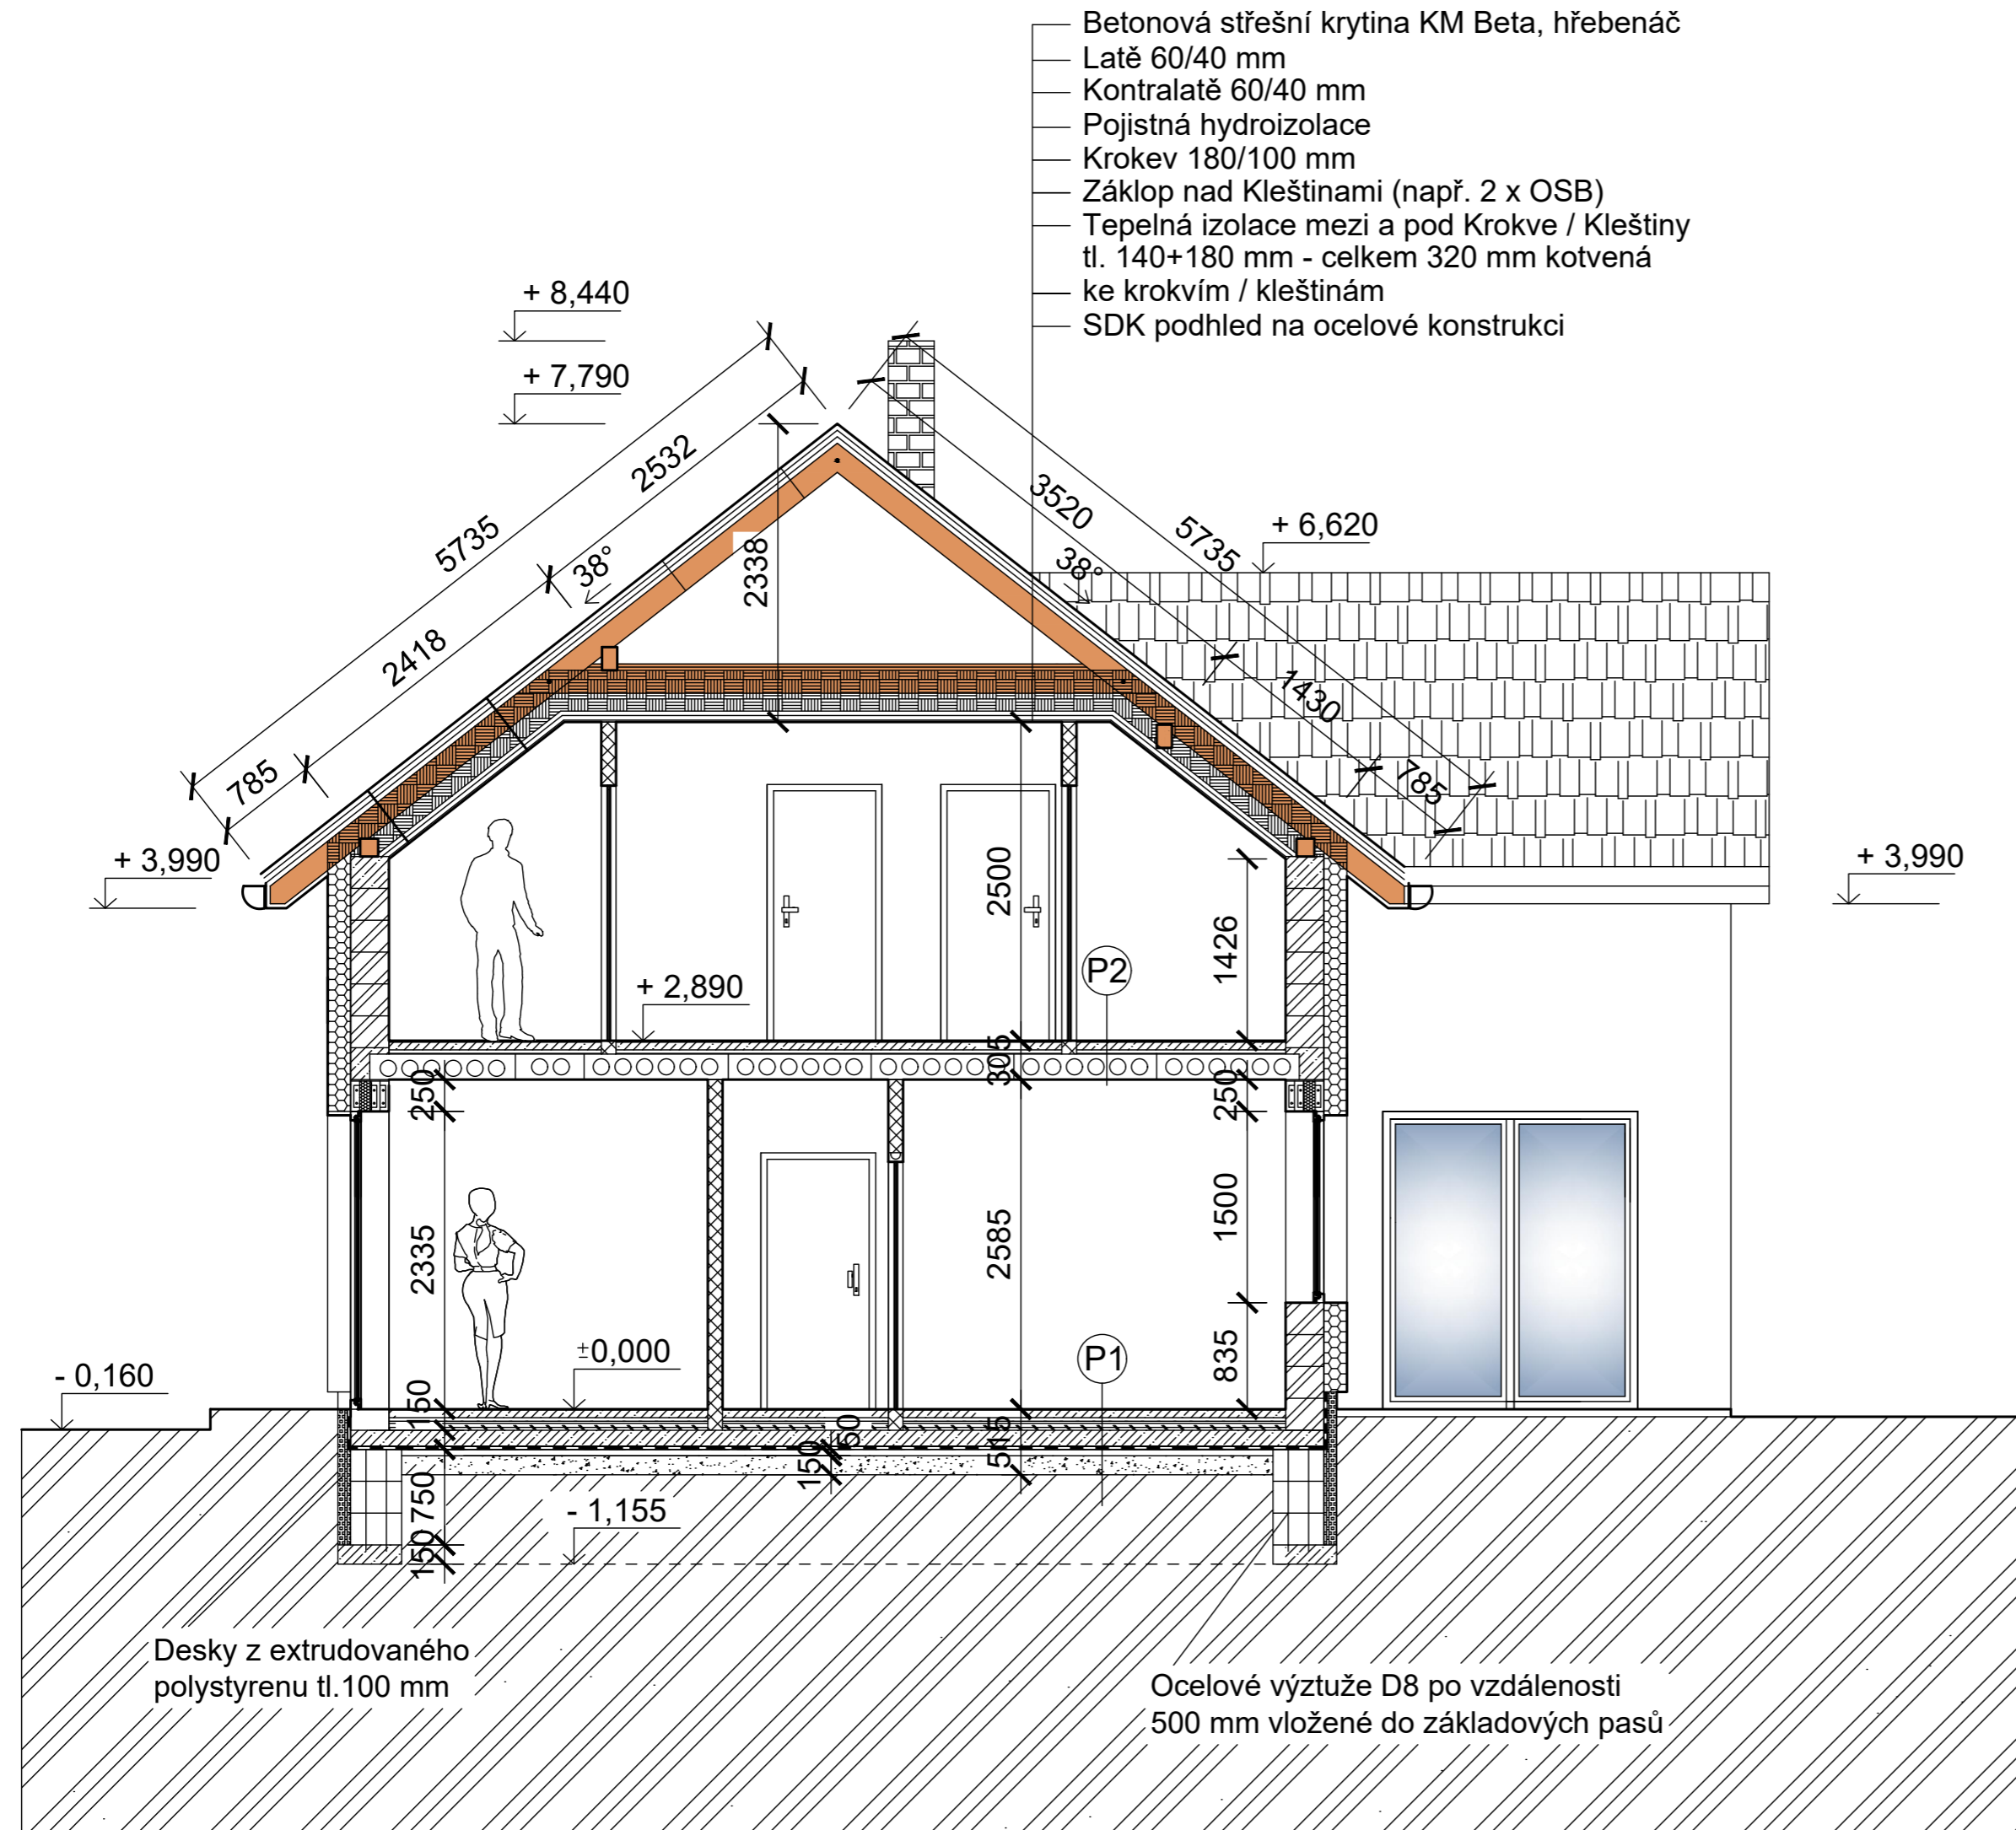 Betonová střešní krytina KM Beta, hřebenáč
Latě 60/40 mm
Kontralatě 60/40 mm
Pojistná hydroizolace
Krokev 180/100 mm
Záklop nad Kleštinami (např. 2 x OSB)
Tepelná izolace mezi a pod Krokve / Kleštiny
tl. 140+180 mm - celkem 320 mm kotvená
ke krokvím / kleštinám
SDK podhled na ocelové konstrukci
+ 8,440
+ 7,790
2532
5735
38°
2418
785
2338
3520
5735
38°
+ 6,620
1430
785
+ 3,990
+ 3,990
2500
1426
P2
+ 2,890
305
250
250
2335
2585
1500
835
±0,000
P1
- 0,160
150
60
150
515
750
150
- 1,155
Desky z extrudovaného
polystyrenu tl.100 mm
Ocelové výztuže D8 po vzdálenosti
500 mm vložené do základových pasů